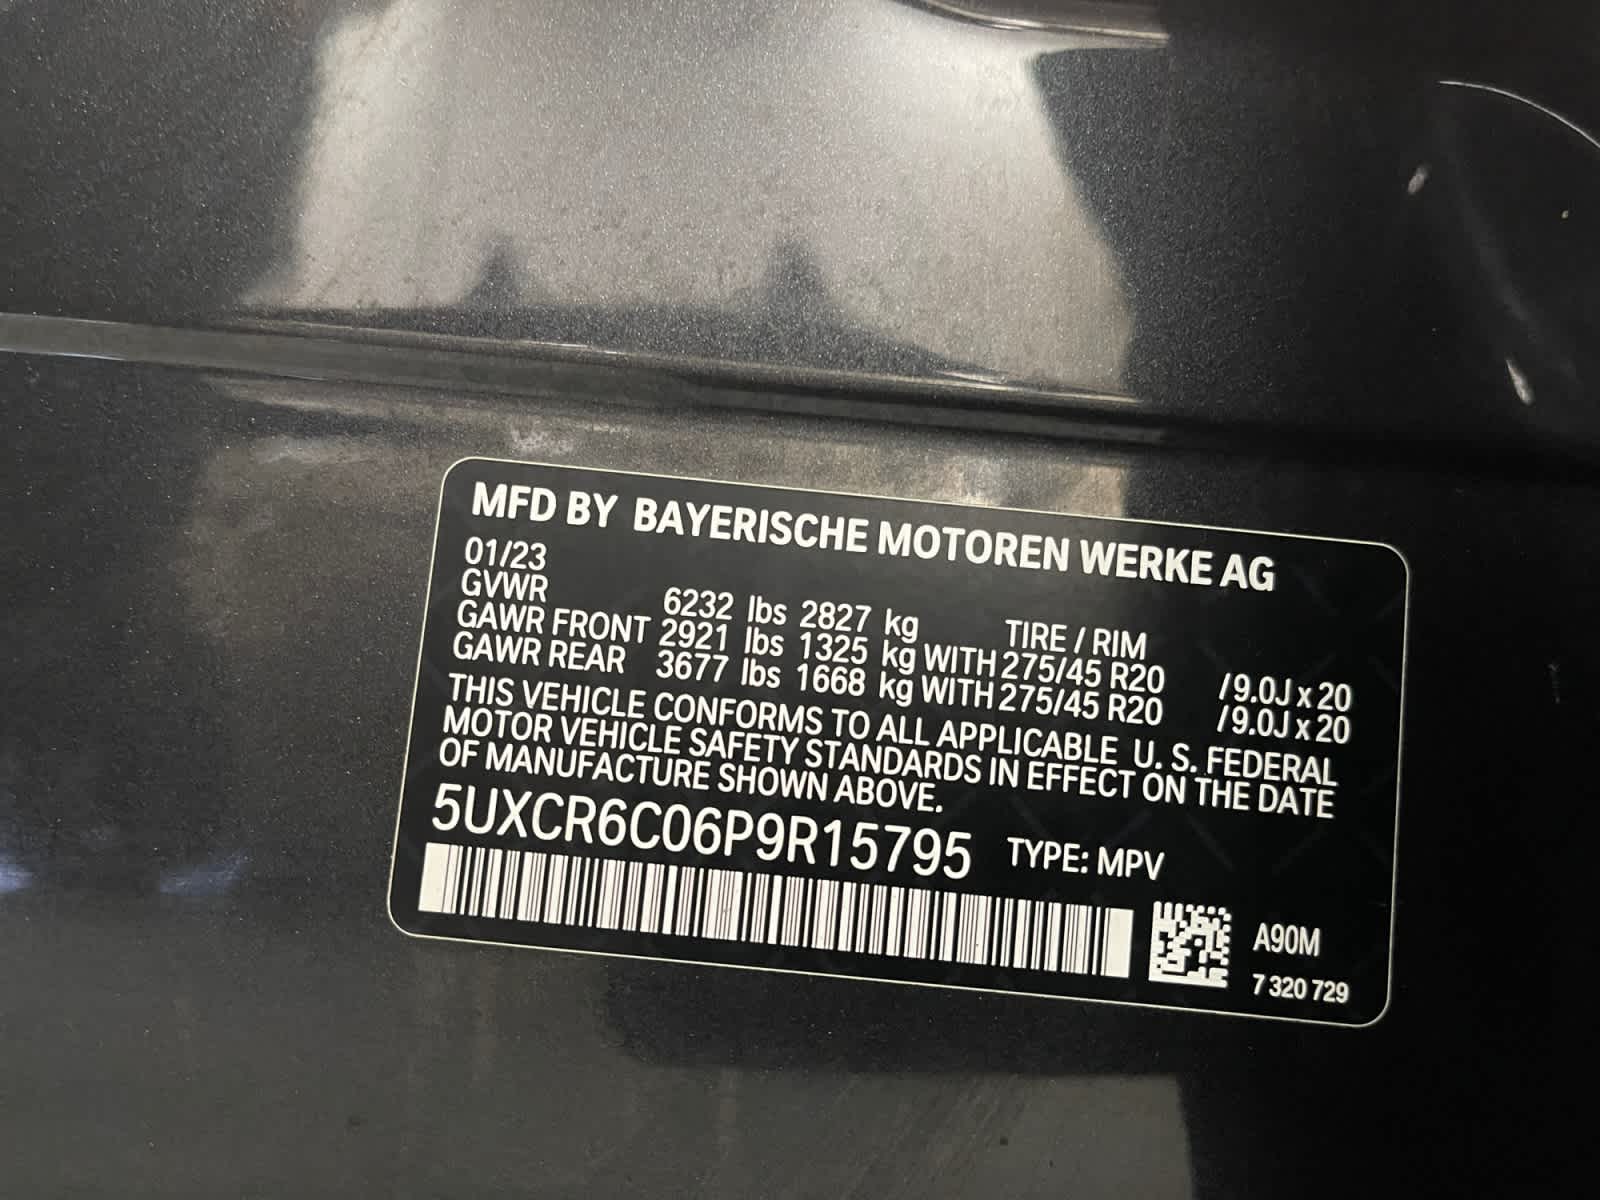 MFD BY BAYERISCHE MOTOREN WERKE AG
01/23
GVWR 6232 lbs 2827 kg TIRE / RIM
GAWR FRONT 2921 lbs 1325 kg WITH 275/45 R20 / 9.0J x 20
GAWR REAR 3677 lbs 1668 kg WITH 275/45 R20 / 9.0J x 20
THIS VEHICLE CONFORMS TO ALL APPLICABLE U. S. FEDERAL
MOTOR VEHICLE SAFETY STANDARDS IN EFFECT ON THE DATE
OF MANUFACTURE SHOWN ABOVE.
5UXCR6C06P9R15795 TYPE: MPV
A90M
7 320 729